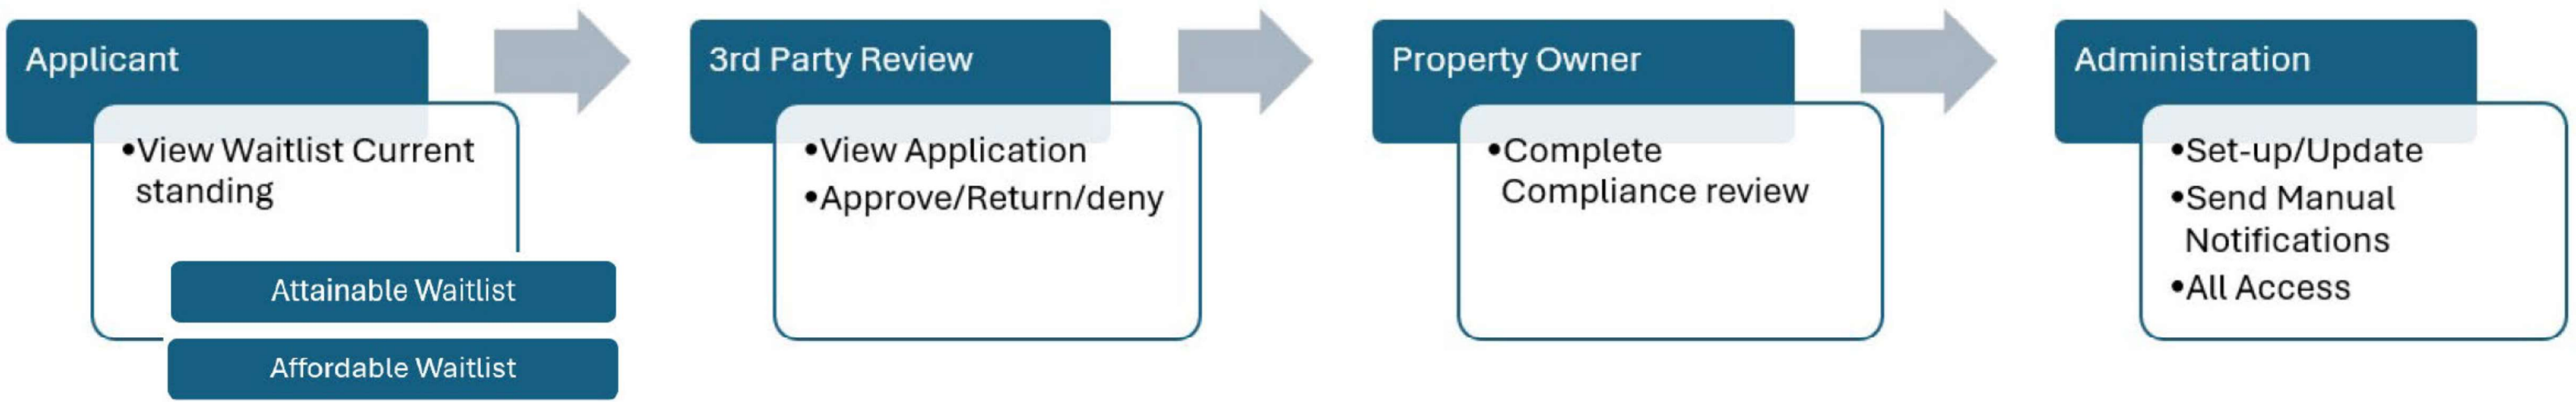 Applicant
•View Waitlist Current
standing
Attainable Waitlist
Affordable Waitlist
3rd Party Review
•View Application
•Approve/Return/deny
Property Owner
•Complete
Compliance review
Administration
•Set-up/Update
•Send Manual
Notifications
•All Access